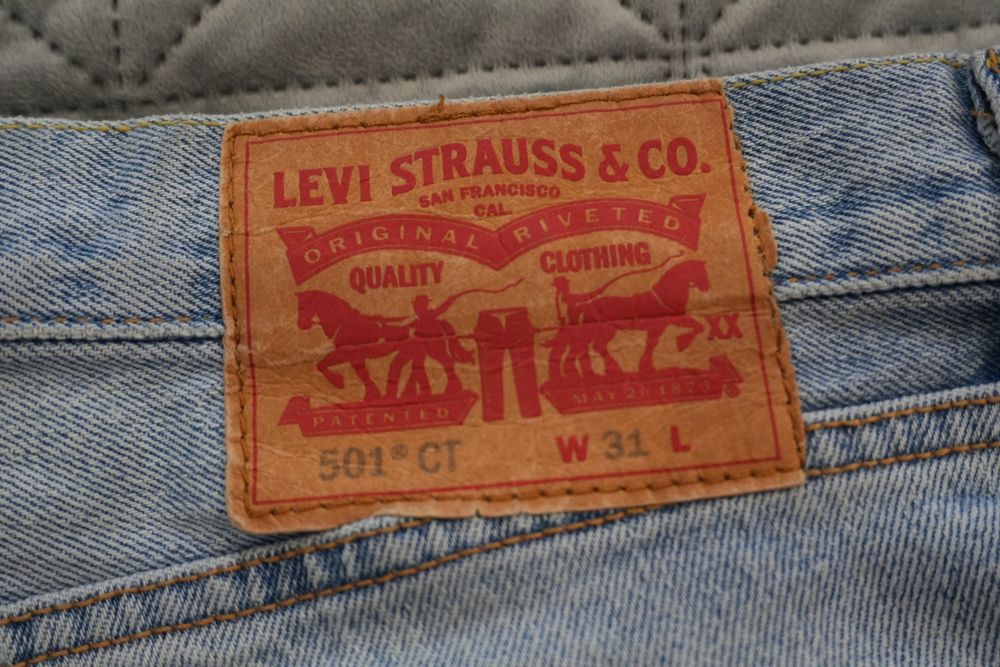 LEVI STRAUSS & CO.
SAN FRANCISCO
CAL.
ORIGINAL RIVETED
QUALITY CLOTHING
XX
PATENTED MAY 20 1873
501® CT W 31 L